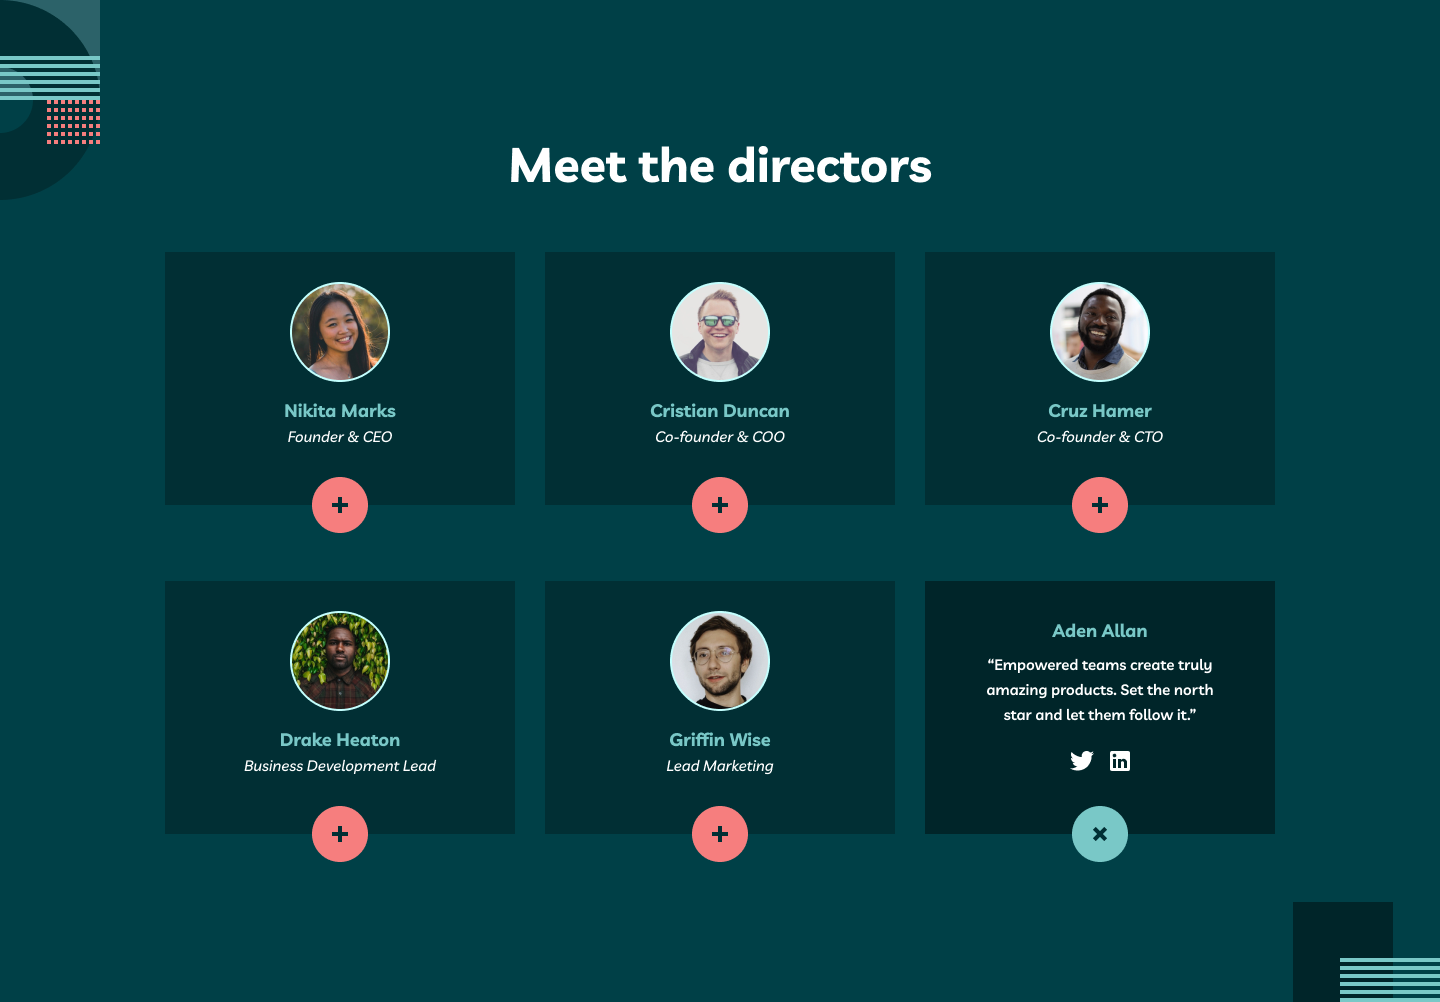 Meet the directors
Nikita Marks
Founder & CEO
Cristian Duncan
Co-founder & COO
Cruz Hamer
Co-founder & CTO
Drake Heaton
Business Development Lead
Griffin Wise
Lead Marketing
Aden Allan
“Empowered teams create truly
amazing products. Set the north
star and let them follow it.”